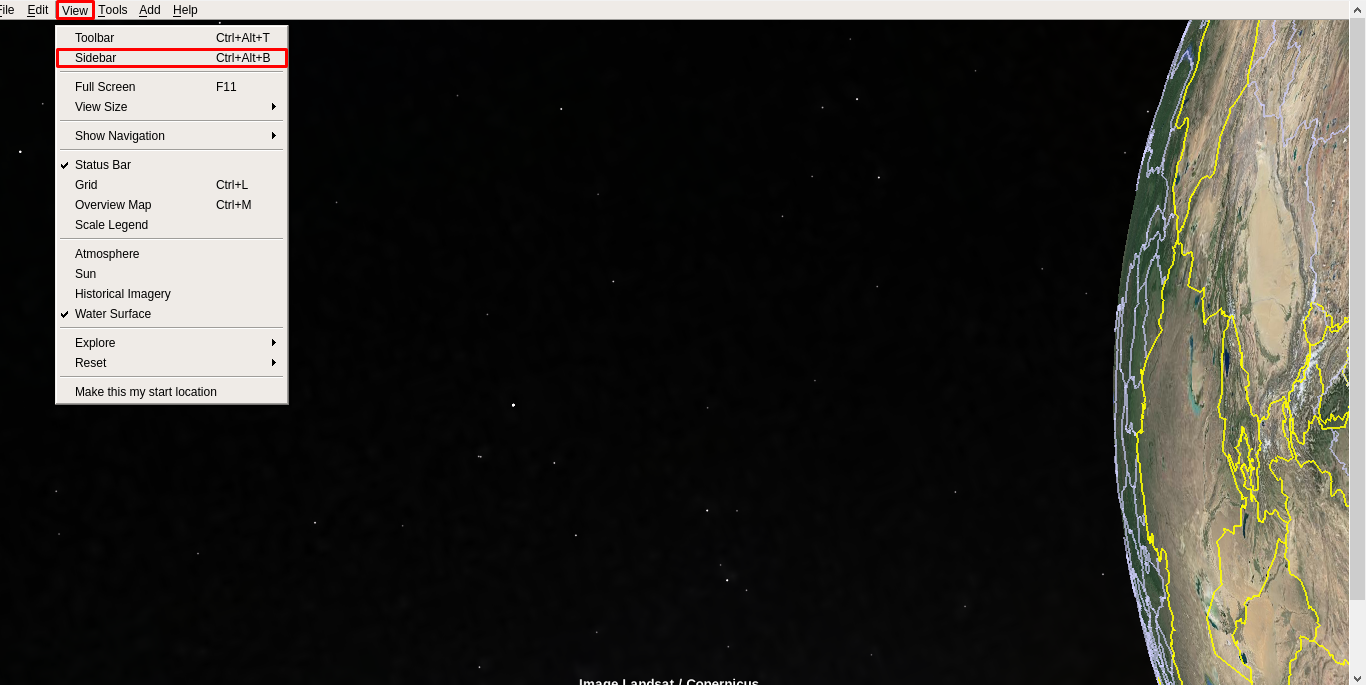 File Edit View Tools Add Help
Toolbar Ctrl+Alt+T
Sidebar Ctrl+Alt+B
Full Screen F11
View Size
Show Navigation
Status Bar
Grid Ctrl+L
Overview Map Ctrl+M
Scale Legend
Atmosphere
Sun
Historical Imagery
Water Surface
Explore
Reset
Make this my start location
Image Landsat / Copernicus